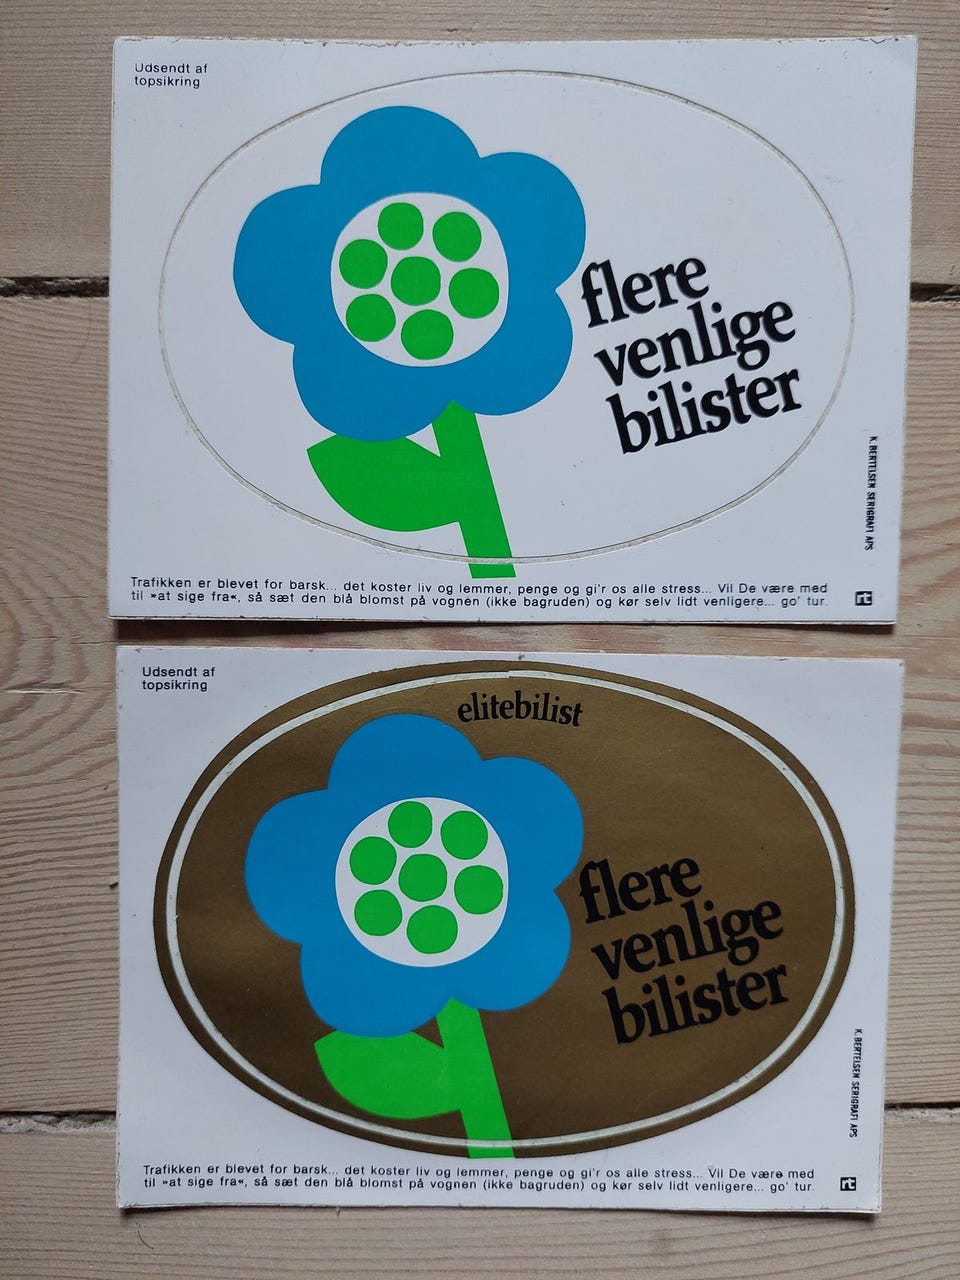 Udsendt af
topsikring
flere
venlige
bilister
K. BERTELSEN SERIGRAFI APS
Trafikken er blevet for barsk... det koster liv og lemmer, penge og gi'r os alle stress... Vil De være med
til »at sige fra«, så sæt den blå blomst på vognen (ikke bagruden) og kør selv lidt venligere... go' tur.
rt
Udsendt af
topsikring
elitebilist
flere
venlige
bilister
K. BERTELSEN SERIGRAFI APS
Trafikken er blevet for barsk... det koster liv og lemmer, penge og gi'r os alle stress... Vil De være med
til »at sige fra«, så sæt den blå blomst på vognen (ikke bagruden) og kør selv lidt venligere... go' tur.
rt